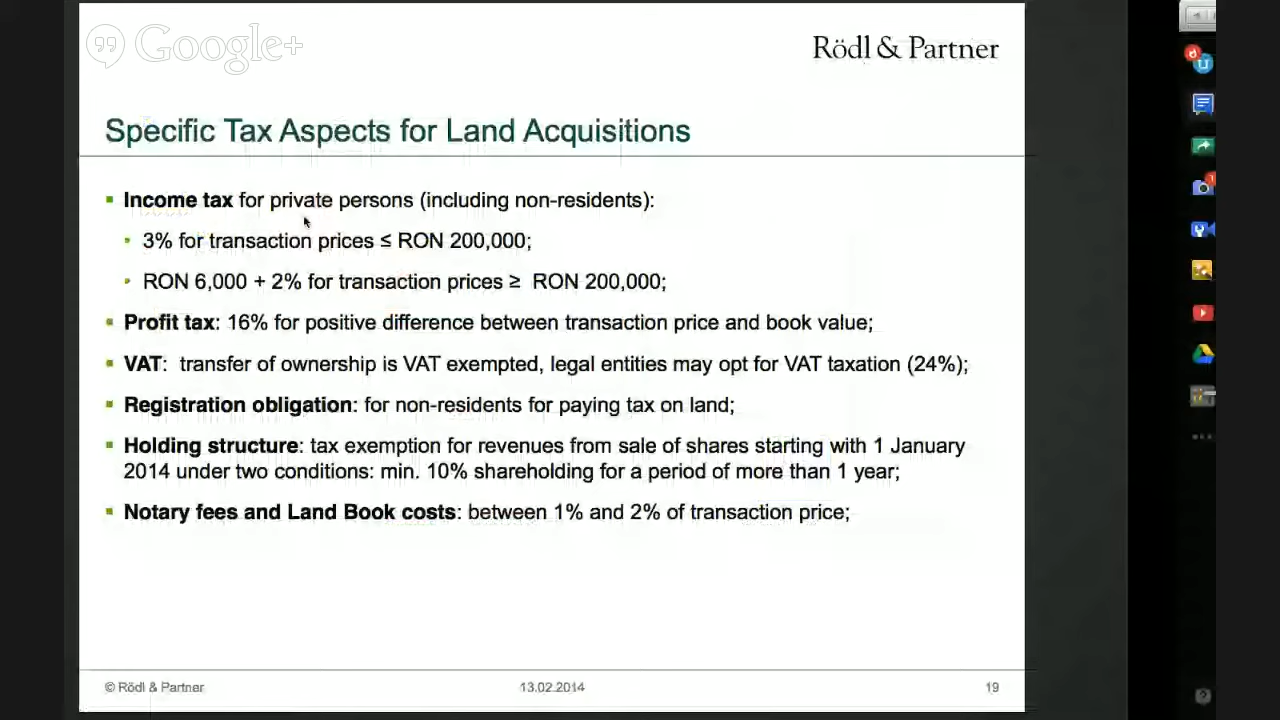 Google+
Rödl & Partner
Specific Tax Aspects for Land Acquisitions
Income tax for private persons (including non-residents):
3% for transaction prices ≤ RON 200,000;
RON 6,000 + 2% for transaction prices ≥ RON 200,000;
Profit tax: 16% for positive difference between transaction price and book value;
VAT: transfer of ownership is VAT exempted, legal entities may opt for VAT taxation (24%);
Registration obligation: for non-residents for paying tax on land;
Holding structure: tax exemption for revenues from sale of shares starting with 1 January
2014 under two conditions: min. 10% shareholding for a period of more than 1 year;
Notary fees and Land Book costs: between 1% and 2% of transaction price;
© Rödl & Partner 13.02.2014 19